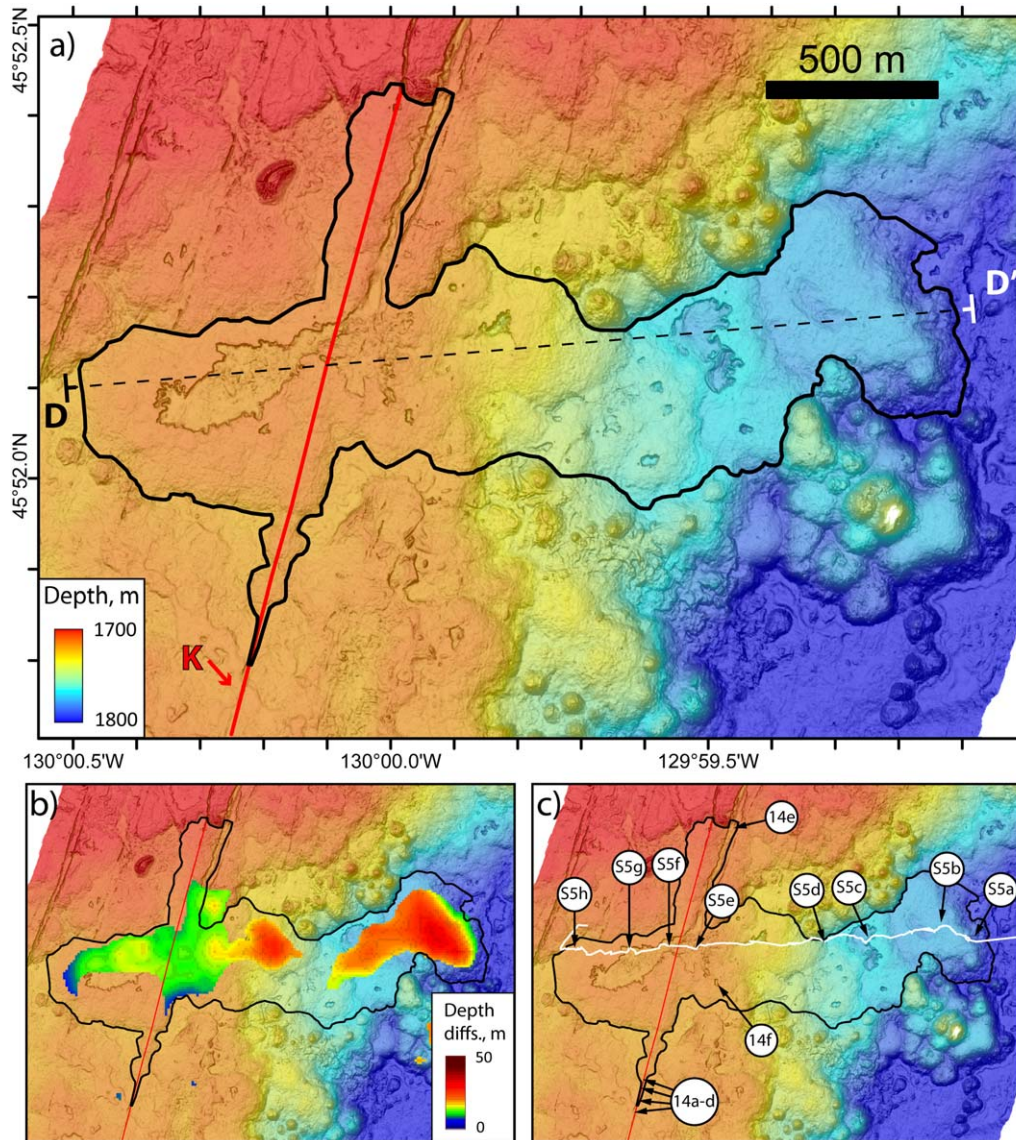 a)
500 m
45°52.5'N
D'
D
45°52.0'N
Depth, m
1700
1800
K
130°00.5'W
130°00.0'W
129°59.5'W
b)
Depth
diffs., m
50
0
c)
14e
S5h
S5g
S5f
S5e
S5d
S5c
S5b
S5a
14f
14a-d